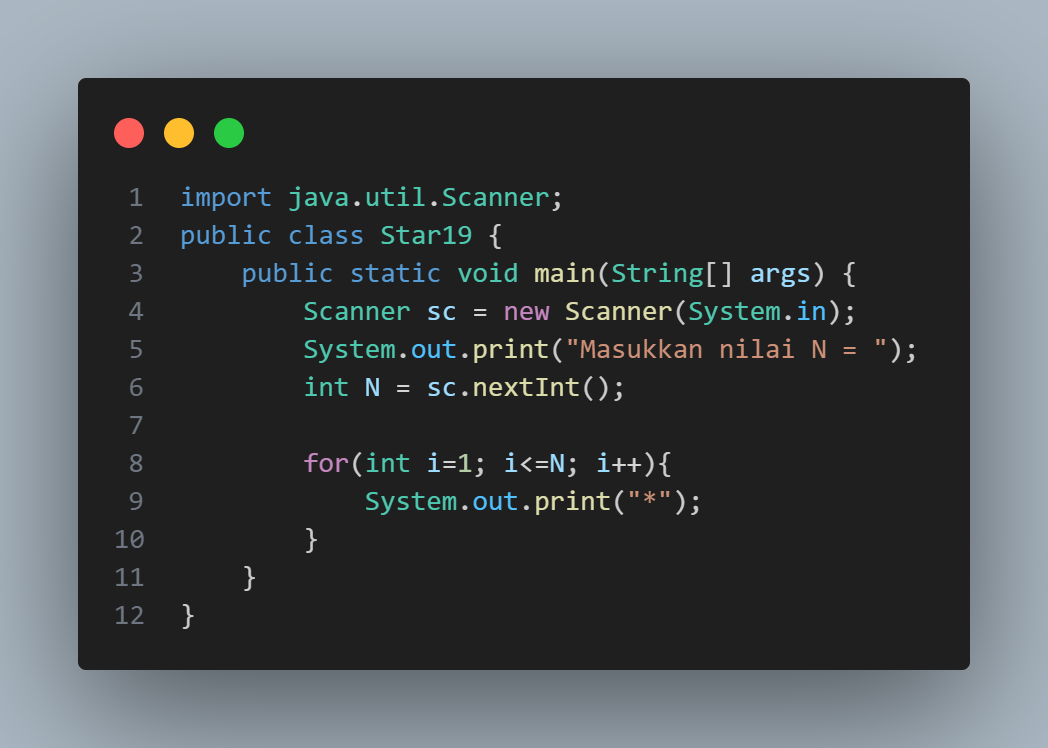 1 import java.util.Scanner;
2 public class Star19 {
3     public static void main(String[] args) {
4         Scanner sc = new Scanner(System.in);
5         System.out.print("Masukkan nilai N = ");
6         int N = sc.nextInt();
7
8         for(int i=1; i<=N; i++){
9             System.out.print("*");
10         }
11     }
12 }